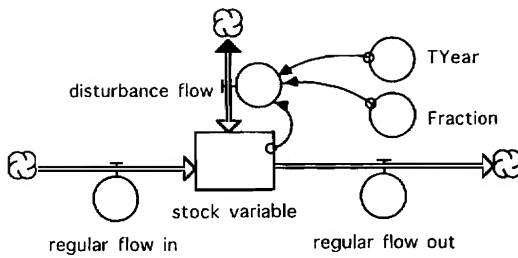 TYear
disturbance flow
Fraction
stock variable
regular flow in
regular flow out